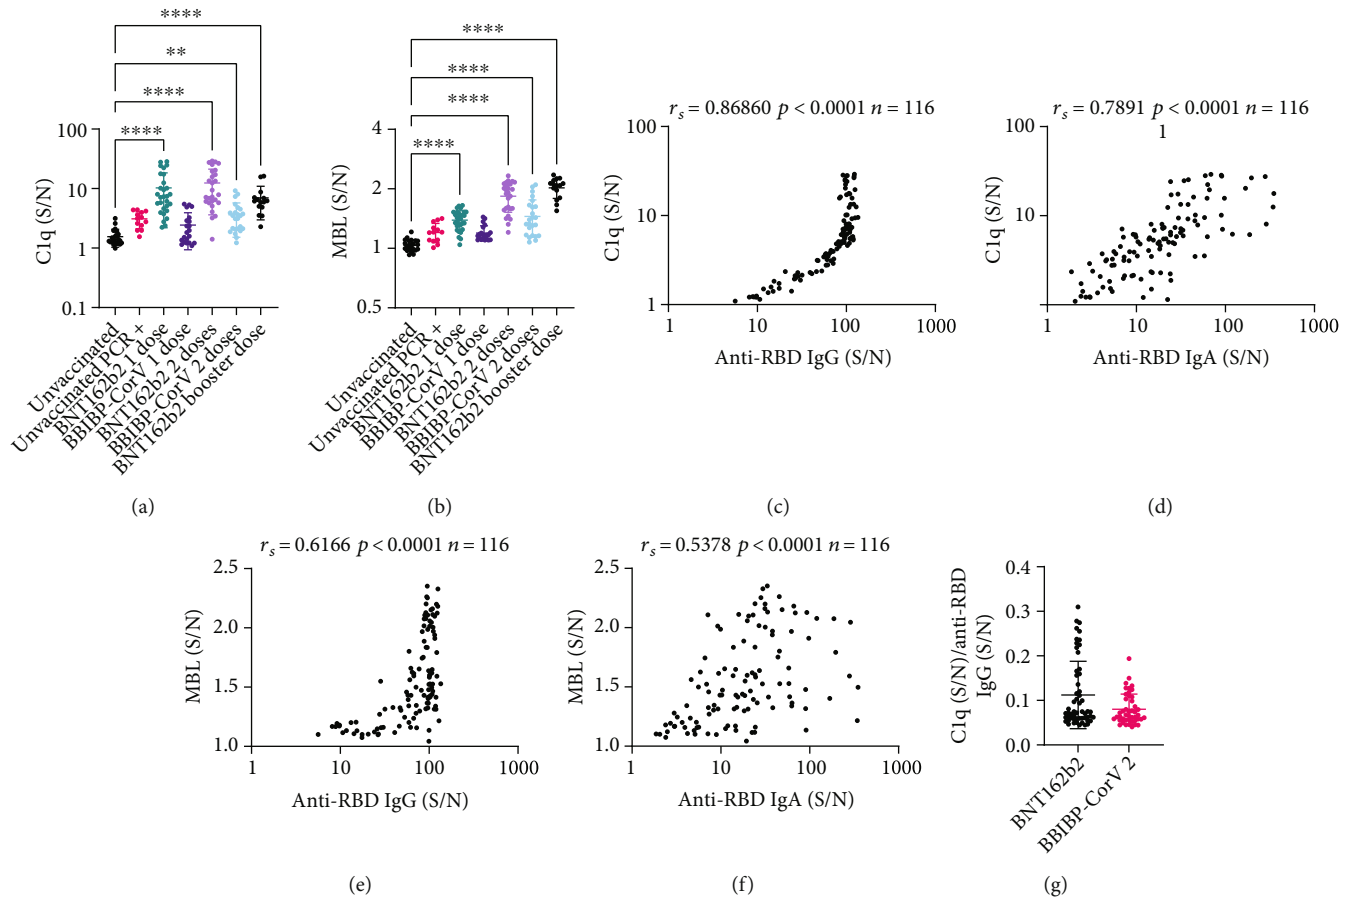 ****
**
****
****
C1q (S/N)
100
10
1
0.1
Unvaccinated
Unvaccinated PCR +
BNT162b2 1 dose
BBIBP-CorV 1 dose
BNT162b2 2 doses
BBIBP-CorV 2 doses
BNT162b2 booster dose
(a)
****
****
****
****
MBL (S/N)
4
2
1
0.5
Unvaccinated
Unvaccinated PCR +
BNT162b2 1 dose
BBIBP-CorV 1 dose
BNT162b2 2 doses
BBIBP-CorV 2 doses
BNT162b2 booster dose
(b)
rs = 0.86860 p < 0.0001 n = 116
C1q (S/N)
100
10
1
1 10 100 1000
Anti-RBD IgG (S/N)
(c)
rs = 0.7891 p < 0.0001 n = 116
1
C1q (S/N)
100
10
1 10 100 1000
Anti-RBD IgA (S/N)
(d)
rs = 0.6166 p < 0.0001 n = 116
MBL (S/N)
2.5
2.0
1.5
1.0
1 10 100 1000
Anti-RBD IgG (S/N)
(e)
rs = 0.5378 p < 0.0001 n = 116
MBL (S/N)
2.5
2.0
1.5
1.0
1 10 100 1000
Anti-RBD IgA (S/N)
(f)
C1q (S/N)/anti-RBD
IgG (S/N)
0.4
0.3
0.2
0.1
0.0
BNT162b2
BBIBP-CorV 2
(g)